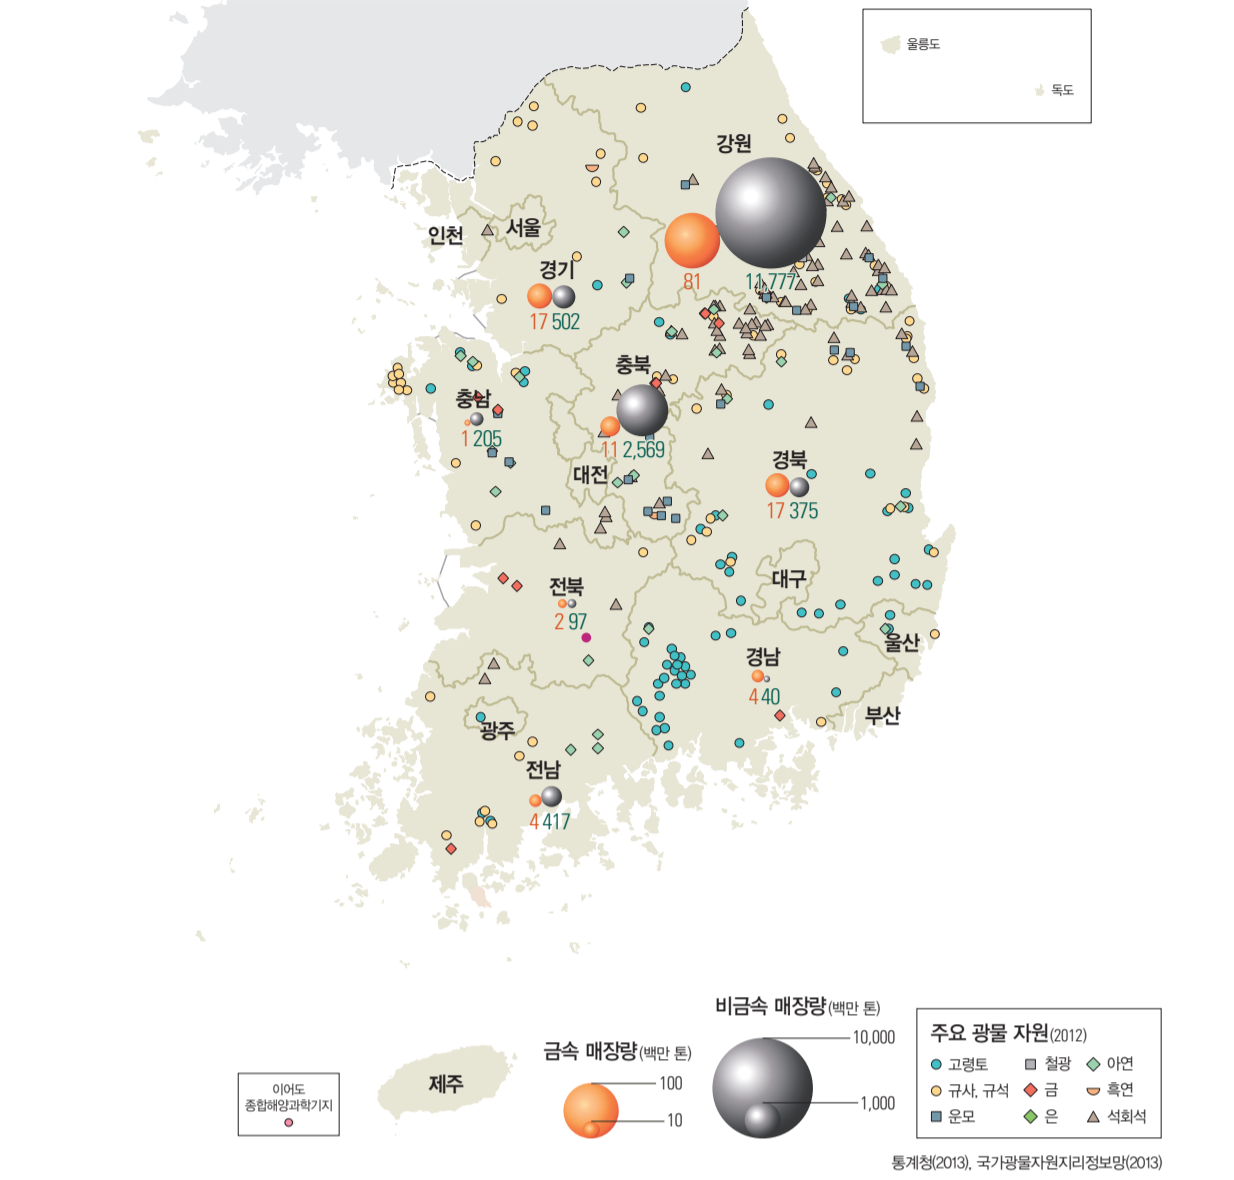 울릉도
독도
강원
81
11,777
인천
서울
경기
17 502
충북
11 2,569
충남
1 205
대전
경북
17 375
대구
전북
2 97
울산
경남
4 40
부산
광주
전남
4 417
제주
이어도
종합해양과학기지
금속 매장량(백만 톤)
100
10
비금속 매장량(백만 톤)
10,000
1,000
주요 광물 자원(2012)
고령토 철광 아연
규사, 규석 금 흑연
운모 은 석회석
통계청(2013), 국가광물자원지리정보망(2013)